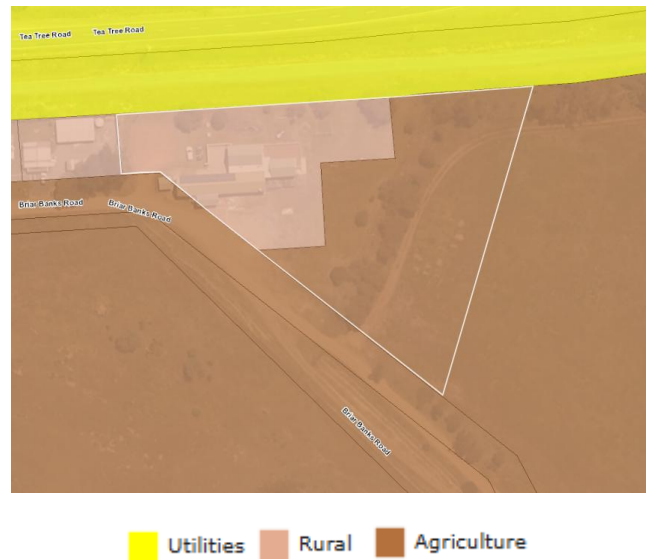 Tea Tree Road Tea Tree Road
Briar Banks Road
Briar Banks Road
Briar Banks Road
Utilities Rural Agriculture